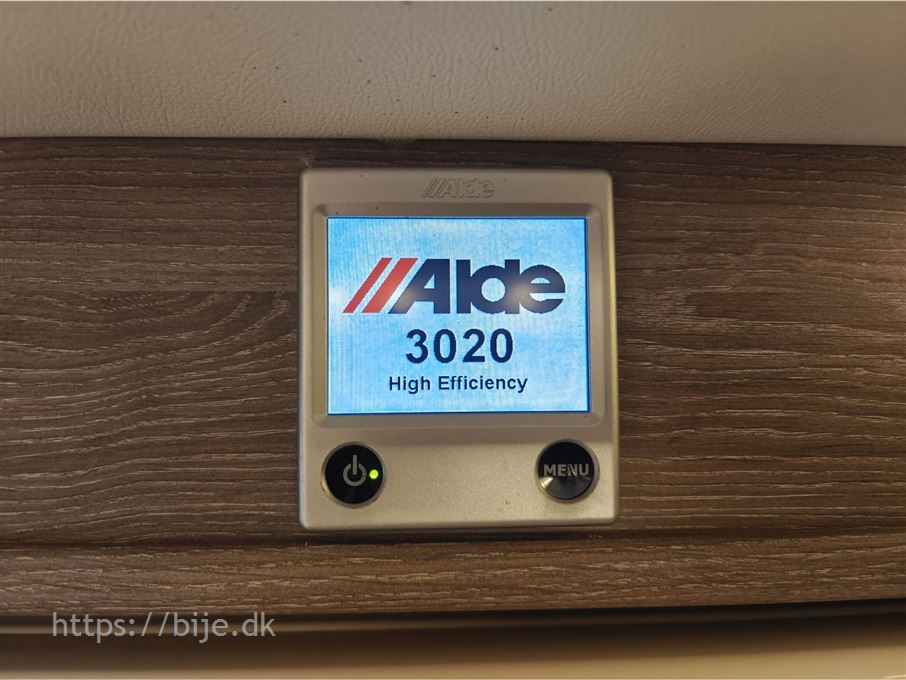 Alde
Alde
3020
High Efficiency
MENU
https://bije.dk